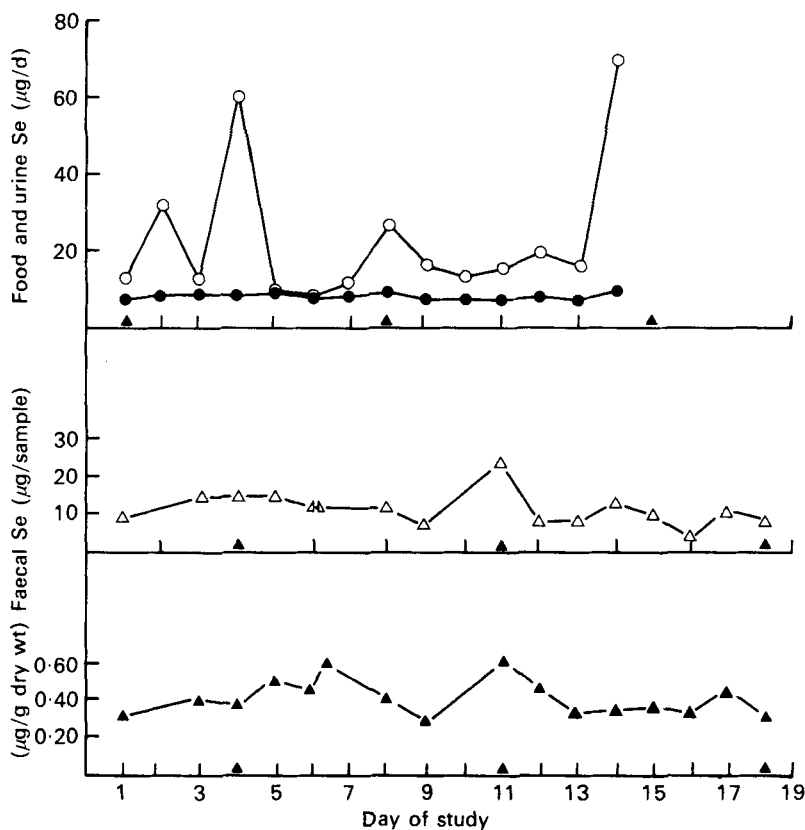 Food and urine Se (μg/d)
80
60
40
20
Faecal Se (μg/sample)
30
20
10
(μg/g dry wt)
0·60
0·40
0·20
1 3 5 7 9 11 13 15 17 19
Day of study